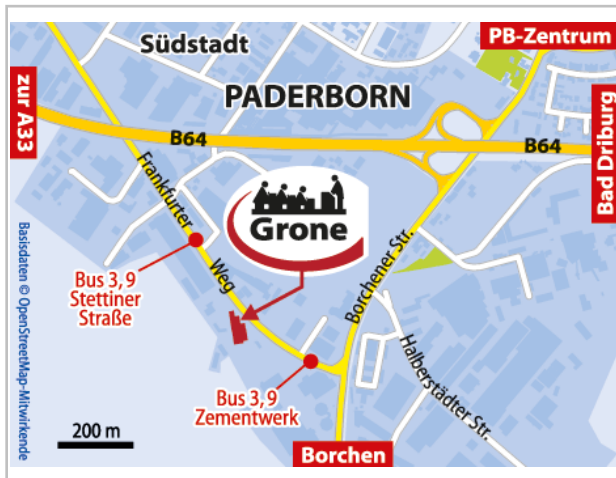 Südstadt
PB-Zentrum
zur A33
PADERBORN
B64
B64
Bad Driburg
Frankfurter Weg
Grone
Borchener Str.
Bus 3, 9
Stettiner
Straße
Halberstädter Str.
Bus 3, 9
Zementwerk
200 m
Borchen
Basisdaten © OpenStreetMap-Mitwirkende